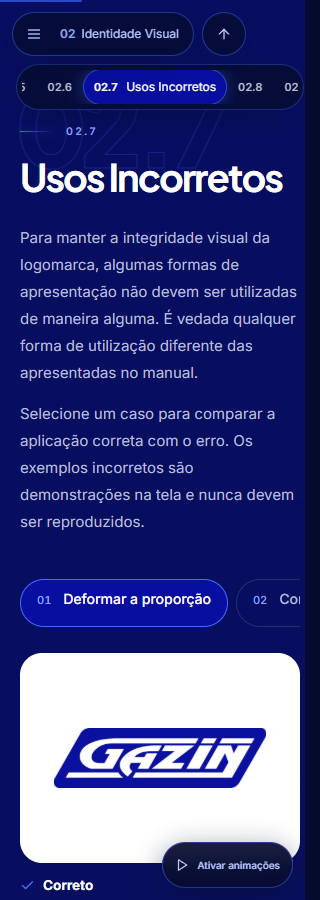 02 Identidade Visual
02.6 02.7 Usos Incorretos 02.8 02
02.7
02.7
Usos Incorretos
Para manter a integridade visual da
logomarca, algumas formas de
apresentação não devem ser utilizadas
de maneira alguma. É vedada qualquer
forma de utilização diferente das
apresentadas no manual.
Selecione um caso para comparar a
aplicação correta com o erro. Os
exemplos incorretos são
demonstrações na tela e nunca devem
ser reproduzidos.
01 Deformar a proporção 02
GAZIN
Ativar animações
Correto